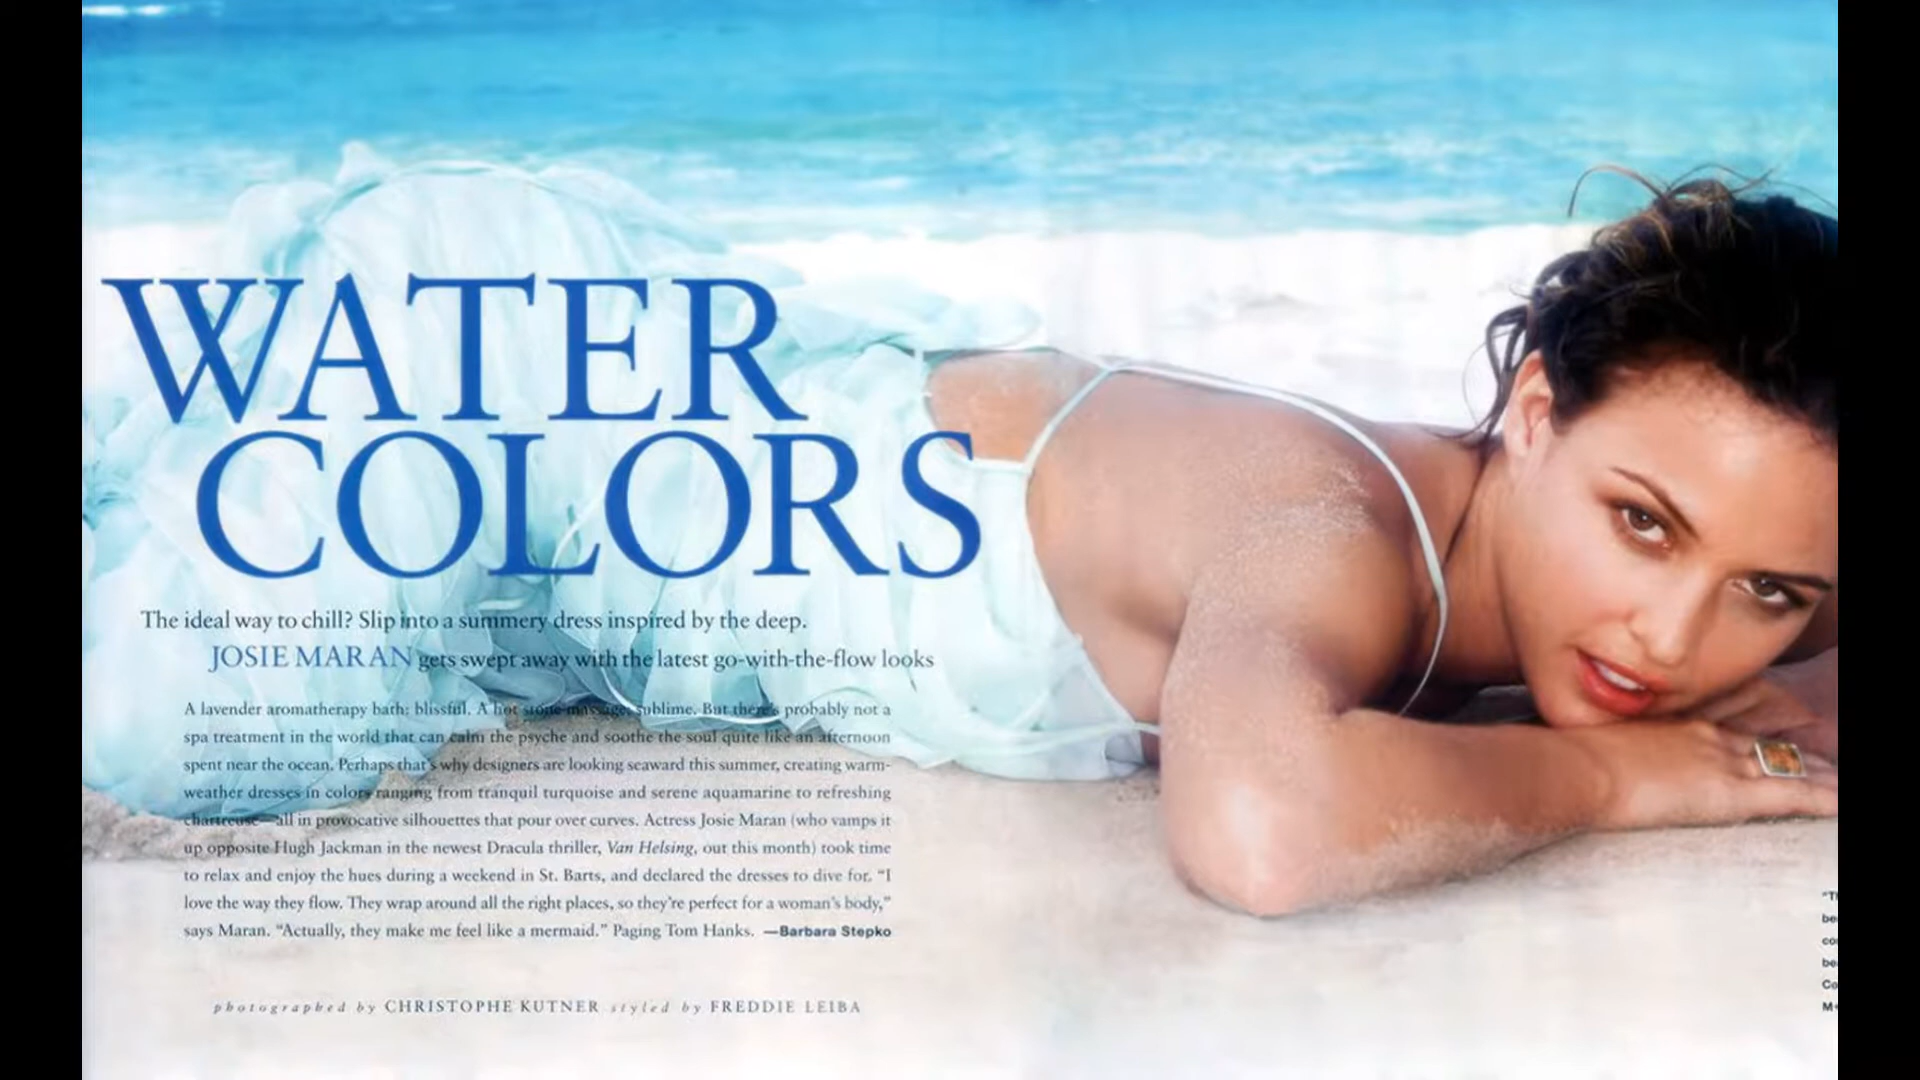 WATER
COLORS
The ideal way to chill? Slip into a summery dress inspired by the deep.
JOSIE MARAN gets swept away with the latest go-with-the-flow looks
A lavender aromatherapy bath: blissful. A hot stone massage: sublime. But there's probably not a
spa treatment in the world that can calm the psyche and soothe the soul quite like an afternoon
spent near the ocean. Perhaps that's why designers are looking seaward this summer, creating warm-
weather dresses in colors ranging from tranquil turquoise and serene aquamarine to refreshing
chartreuse—all in provocative silhouettes that pour over curves. Actress Josie Maran (who vamps it
up opposite Hugh Jackman in the newest Dracula thriller, Van Helsing, out this month) took time
to relax and enjoy the hues during a weekend in St. Barts, and declared the dresses to dive for. “I
love the way they flow. They wrap around all the right places, so they're perfect for a woman's body,”
says Maran. “Actually, they make me feel like a mermaid.” Paging Tom Hanks. —Barbara Stepko
photographed by CHRISTOPHE KUTNER styled by FREDDIE LEIBA